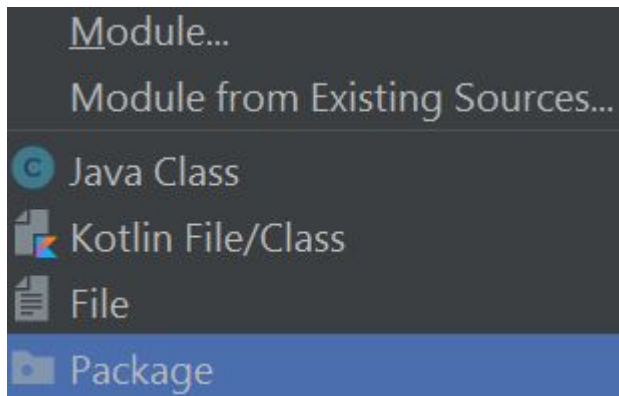 Module...
Module from Existing Sources...
C Java Class
Kotlin File/Class
File
Package